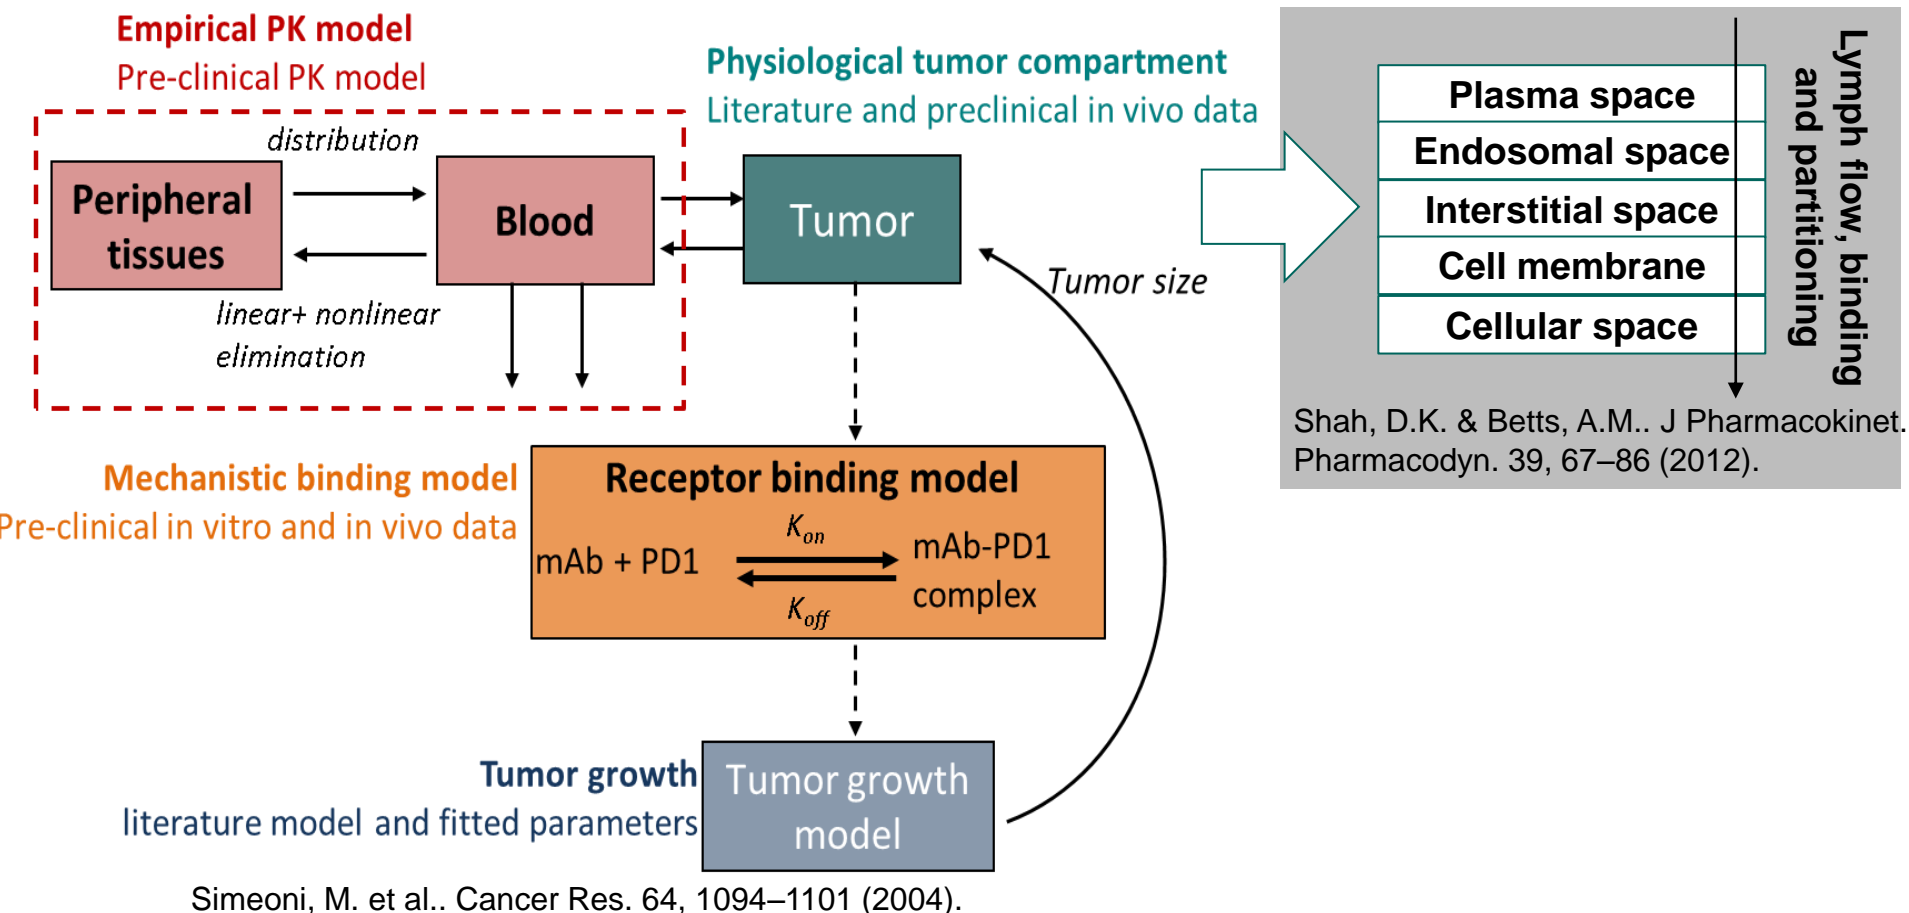 Empirical PK model
Pre-clinical PK model
Physiological tumor compartment
Literature and preclinical in vivo data
distribution
Peripheral
tissues
Blood
Tumor
linear+ nonlinear
elimination
Tumor size
Plasma space
Endosomal space
Interstitial space
Cell membrane
Cellular space
Lymph flow, binding
and partitioning
Shah, D.K. & Betts, A.M.. J Pharmacokinet.
Pharmacodyn. 39, 67–86 (2012).
Mechanistic binding model
Pre-clinical in vitro and in vivo data
Receptor binding model
mAb + PD1
Kon
Koff
mAb-PD1
complex
Tumor growth
literature model and fitted parameters
Tumor growth
model
Simeoni, M. et al.. Cancer Res. 64, 1094–1101 (2004).